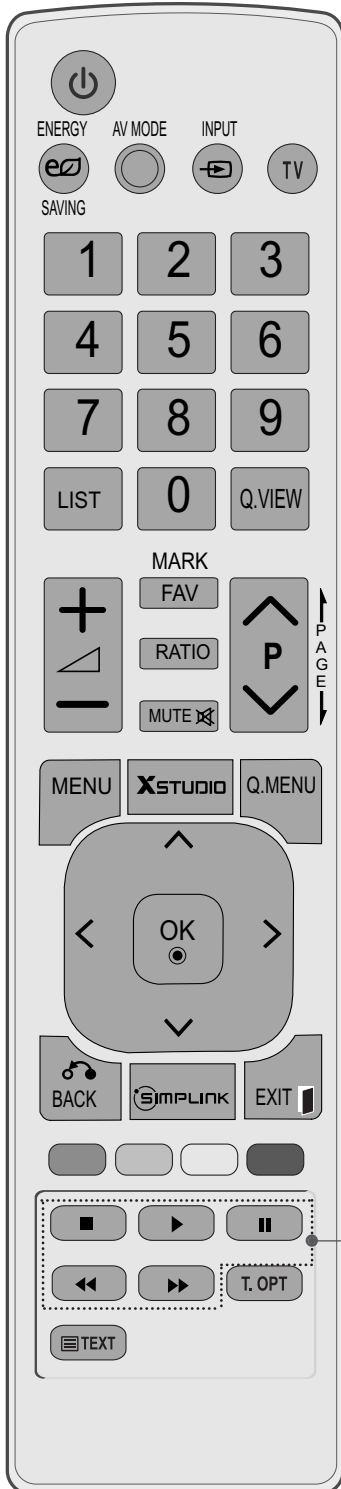 ENERGY AV MODE INPUT
TV
SAVING
1 2 3
4 5 6
7 8 9
LIST 0 Q.VIEW
MARK
FAV
RATIO
MUTE
P
PAGE
MENU XSTUDIO Q.MENU
OK
BACK SIMPLINK EXIT
T. OPT
TEXT